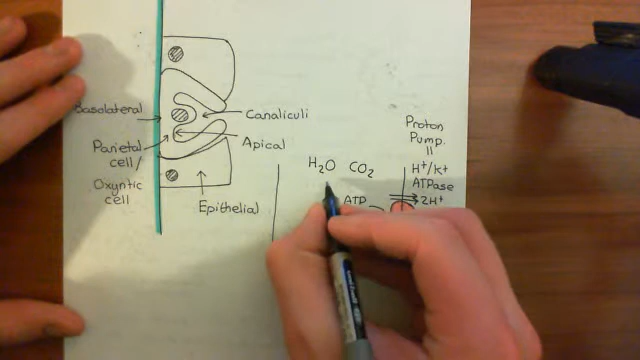 Basolateral
Canaliculi
Parietal
cell/
Oxyntic
cell
Apical
Epithelial
H₂O CO₂
ATP
Proton
Pump
=
H⁺/K⁺
ATPase
2H⁺